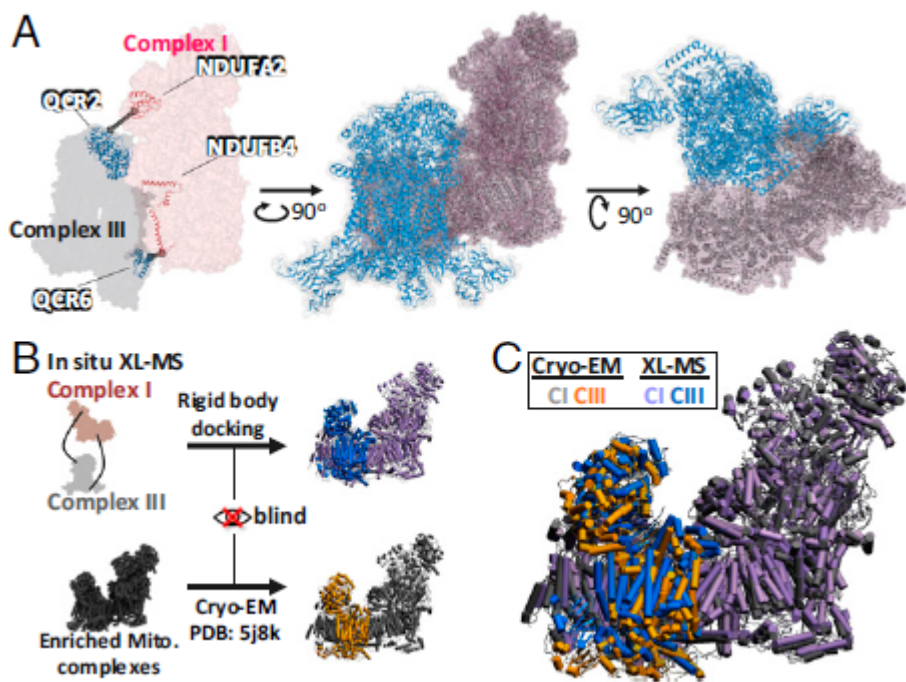 A
Complex I
NDUFA2
QCR2
NDUFB4
Complex III
QCR6
90°
90°
B
In situ XL-MS
Complex I
Rigid body
docking
Complex III
blind
Cryo-EM
PDB: 5j8k
Enriched Mito.
complexes
C
Cryo-EM XL-MS
CI CIII CI CIII